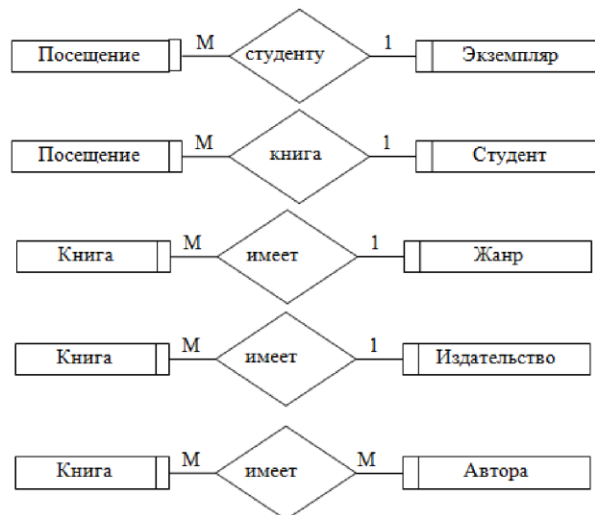 Посещение M студенту 1 Экземпляр
Посещение M книга 1 Студент
Книга M имеет 1 Жанр
Книга M имеет 1 Издательство
Книга M имеет M Автора